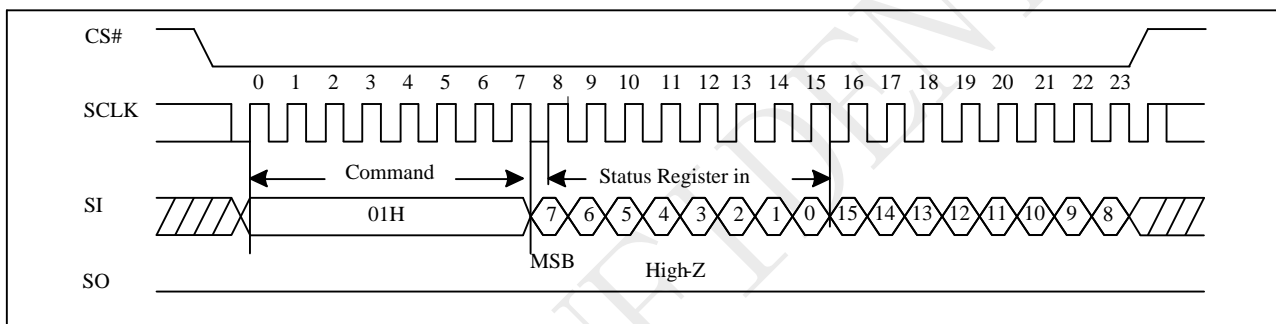 CS#
0 1 2 3 4 5 6 7 8 9 10 11 12 13 14 15 16 17 18 19 20 21 22 23
SCLK
Command Status Register in
SI 01H 7 6 5 4 3 2 1 0 15 14 13 12 11 10 9 8
MSB High-Z
SO